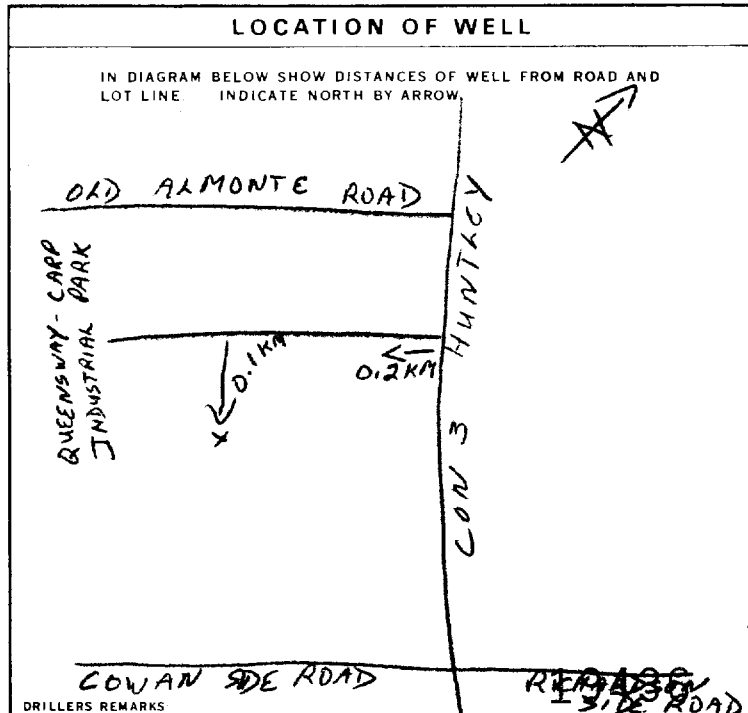 LOCATION OF WELL
IN DIAGRAM BELOW SHOW DISTANCES OF WELL FROM ROAD AND
LOT LINE. INDICATE NORTH BY ARROW.
N
OLD ALMONTE ROAD
CON 3 HUNTLEY
QUEENSWAY-CARP
INDUSTRIAL PARK
0.1KM
0.2KM
X
COWAN SIDE ROAD
RICHARDSON
SIDE ROAD
DRILLERS REMARKS